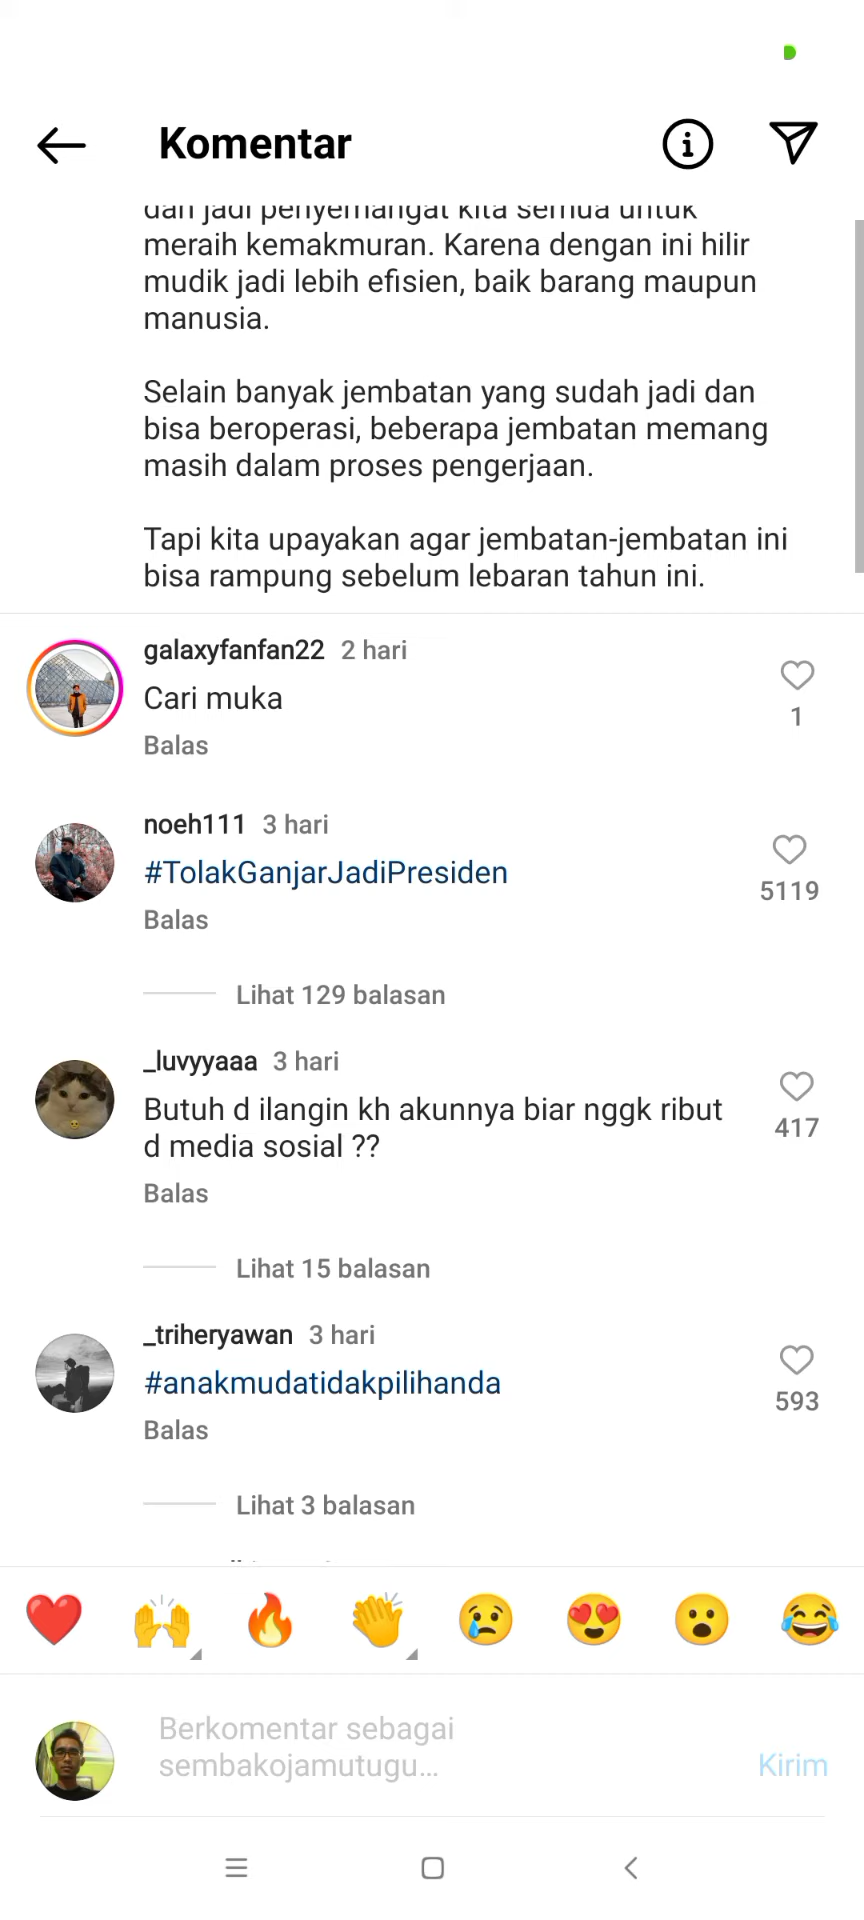 Komentar
dan jadi penyemangat kita semua untuk
meraih kemakmuran. Karena dengan ini hilir
mudik jadi lebih efisien, baik barang maupun
manusia.
Selain banyak jembatan yang sudah jadi dan
bisa beroperasi, beberapa jembatan memang
masih dalam proses pengerjaan.
Tapi kita upayakan agar jembatan-jembatan ini
bisa rampung sebelum lebaran tahun ini.
galaxyfanfan22 2 hari
Cari muka
1
Balas
noeh111 3 hari
#TolakGanjarJadiPresiden
5119
Balas
Lihat 129 balasan
_luvyyaaa 3 hari
Butuh d ilangin kh akunnya biar nggk ribut
d media sosial ??
417
Balas
Lihat 15 balasan
_triheryawan 3 hari
#anakmudatidakpilihanda
593
Balas
Lihat 3 balasan
Berkomentar sebagai
sembakojamutugu...
Kirim